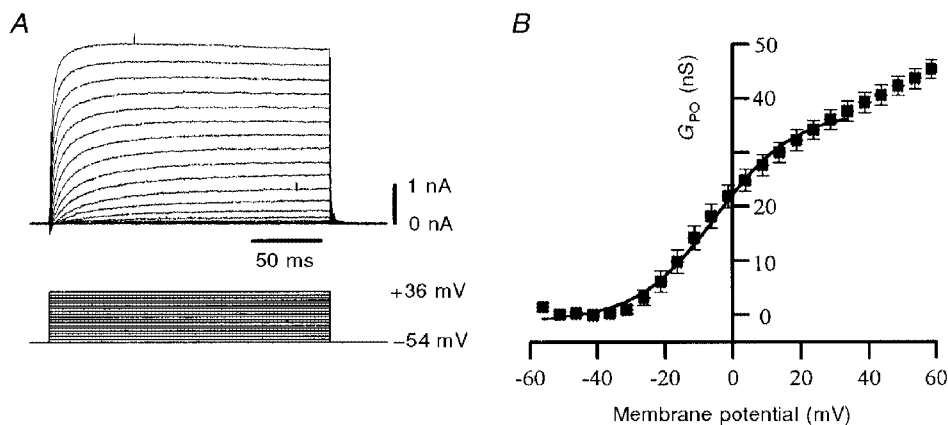 A
1 nA
0 nA
50 ms
+36 mV
−54 mV
B
50
40
20
10
0
G_PO (nS)
-60 -40 -20 0 20 40 60
Membrane potential (mV)